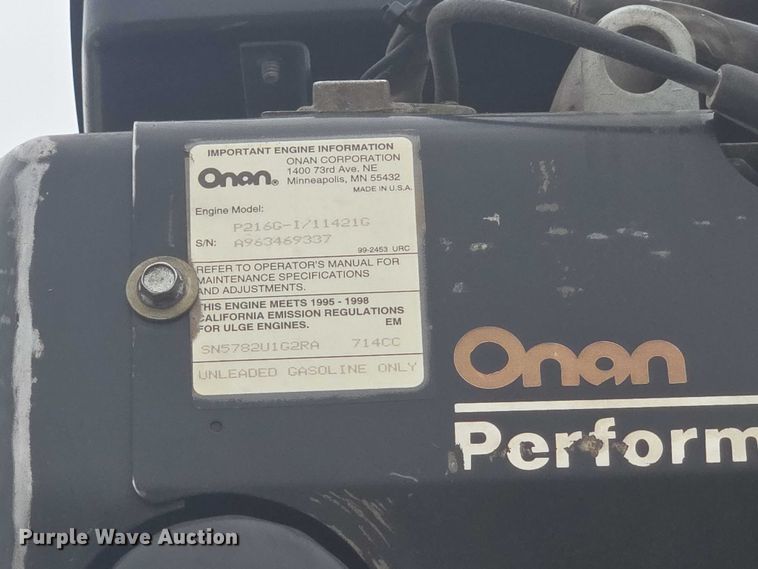 IMPORTANT ENGINE INFORMATION
Onan®
ONAN CORPORATION
1400 73rd Ave. NE
Minneapolis, MN 55432
MADE IN U.S.A.
Engine Model:
P216G-I/11421G
S/N: A963469337
99-2453 URC
REFER TO OPERATOR'S MANUAL FOR
MAINTENANCE SPECIFICATIONS
AND ADJUSTMENTS.
THIS ENGINE MEETS 1995 - 1998
CALIFORNIA EMISSION REGULATIONS
FOR ULGE ENGINES. EM
SN5782U1G2RA 714CC
UNLEADED GASOLINE ONLY
Onan
Perform
Purple Wave Auction